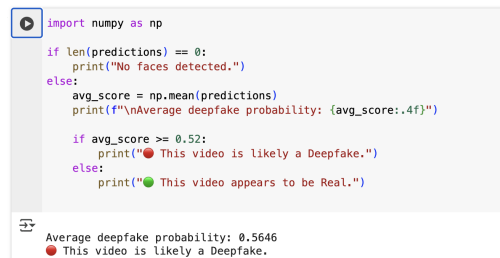 import numpy as np
if len(predictions) == 0:
    print("No faces detected.")
else:
    avg_score = np.mean(predictions)
    print(f"\nAverage deepfake probability: {avg_score:.4f}")
    if avg_score >= 0.52:
        print("🔴 This video is likely a Deepfake.")
    else:
        print("🟢 This video appears to be Real.")
Average deepfake probability: 0.5646
🔴 This video is likely a Deepfake.